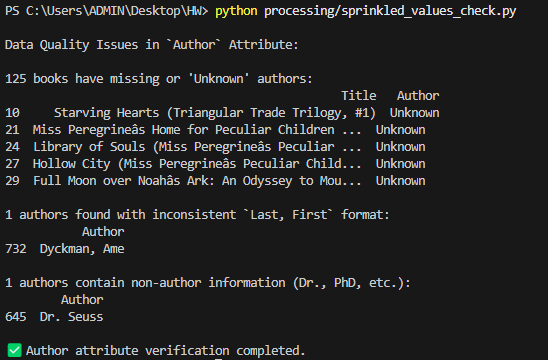 PS C:\Users\ADMIN\Desktop\HW> python processing/sprinkled_values_check.py
Data Quality Issues in `Author` Attribute:
125 books have missing or 'Unknown' authors:
Title Author
10 Starving Hearts (Triangular Trade Trilogy, #1) Unknown
21 Miss Peregrineâs Home for Peculiar Children ... Unknown
24 Library of Souls (Miss Peregrineâs Peculiar ... Unknown
27 Hollow City (Miss Peregrineâs Peculiar Child... Unknown
29 Full Moon over Noahâs Ark: An Odyssey to Mou... Unknown
1 authors found with inconsistent `Last, First` format:
Author
732 Dyckman, Ame
1 authors contain non-author information (Dr., PhD, etc.):
Author
645 Dr. Seuss
✅ Author attribute verification completed.